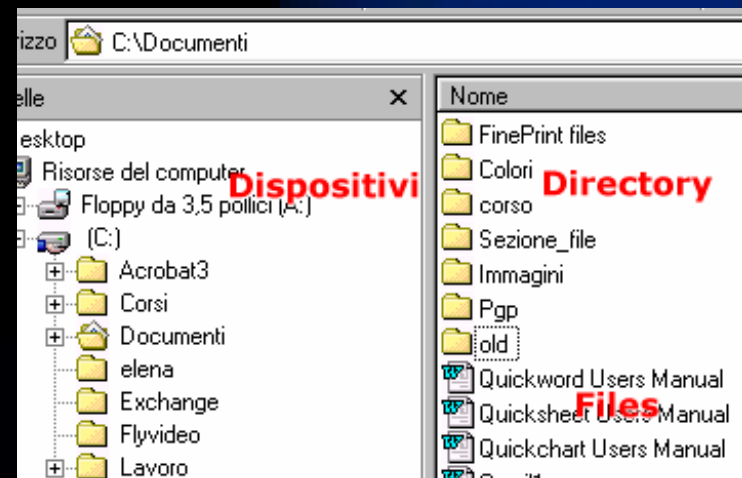 rizzo C:\Documenti
elle
esktop
Risorse del computer
Dispositivi
Floppy da 3,5 pollici (A:)
(C:)
Acrobat3
Corsi
Documenti
elena
Exchange
Flyvideo
Lavoro
Nome
FinePrint files
Colori
Directory
corso
Sezione_file
Immagini
Pgp
old
Quickword Users Manual
Quicksheet Users Manual
Files
Quickchart Users Manual